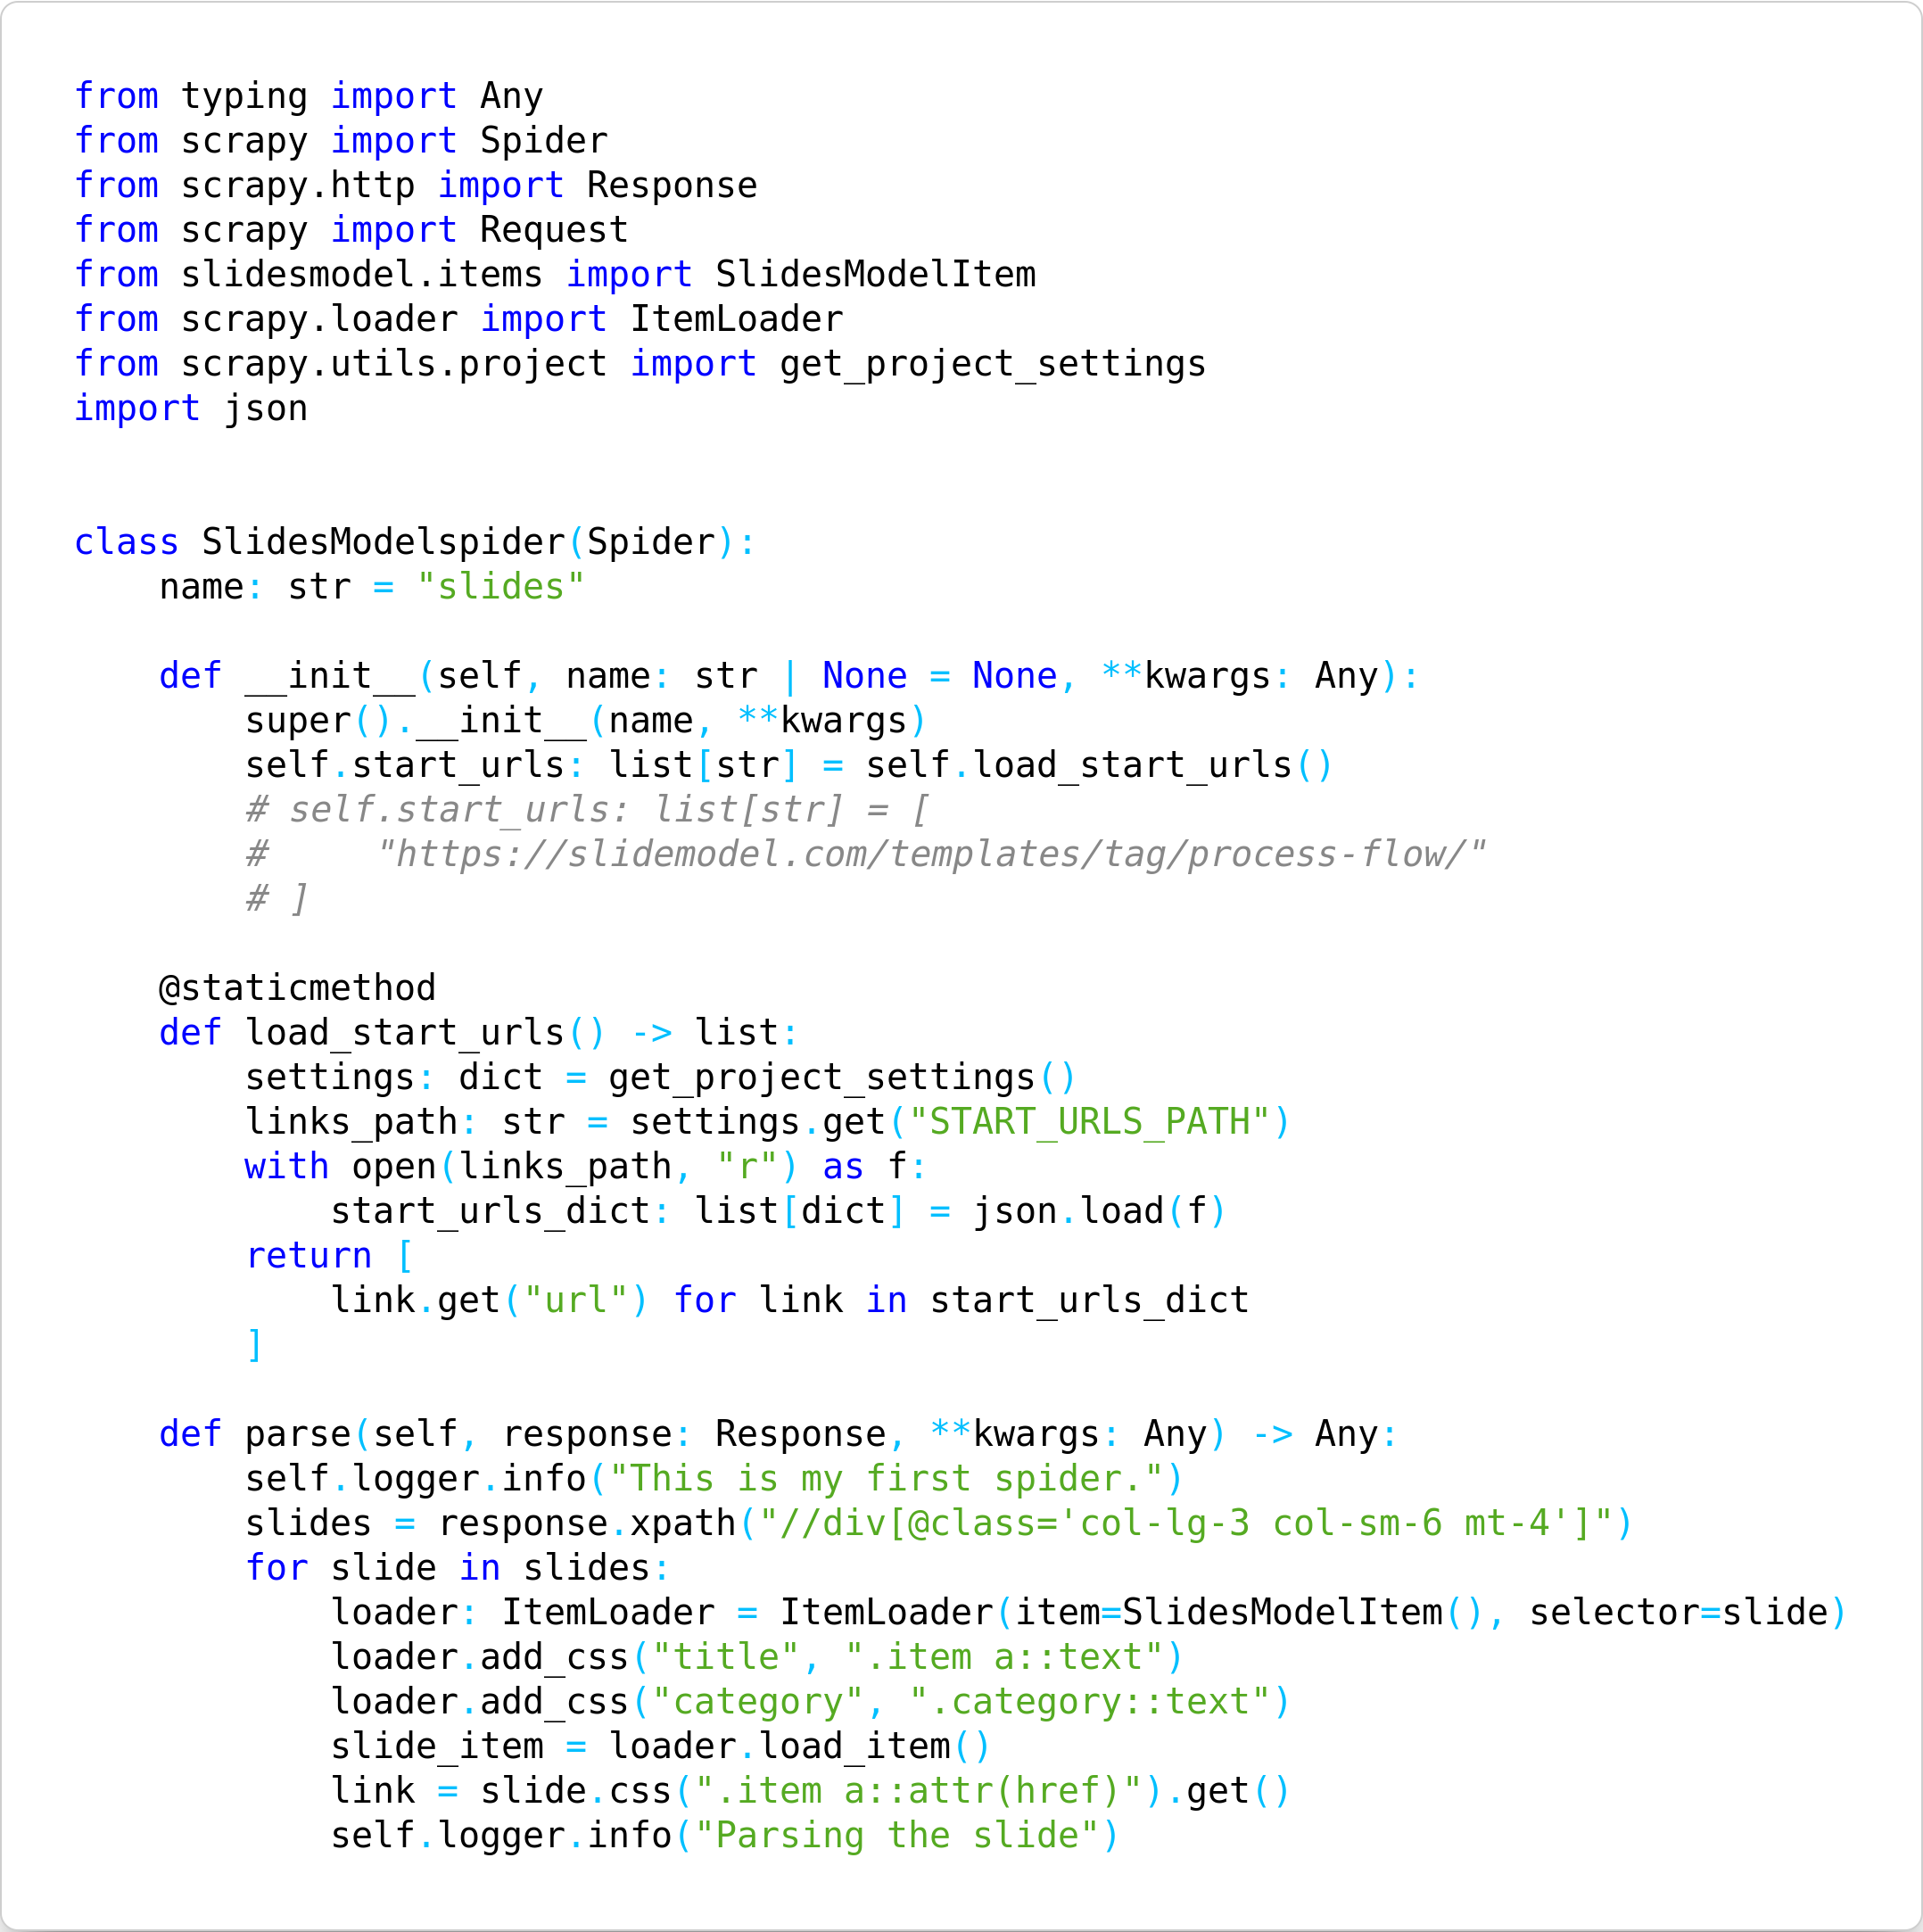 from typing import Any
from scrapy import Spider
from scrapy.http import Response
from scrapy import Request
from slidesmodel.items import SlidesModelItem
from scrapy.loader import ItemLoader
from scrapy.utils.project import get_project_settings
import json


class SlidesModelspider(Spider):
    name: str = "slides"

    def __init__(self, name: str | None = None, **kwargs: Any):
        super().__init__(name, **kwargs)
        self.start_urls: list[str] = self.load_start_urls()
        # self.start_urls: list[str] = [
        #     "https://slidemodel.com/templates/tag/process-flow/"
        # ]

    @staticmethod
    def load_start_urls() -> list:
        settings: dict = get_project_settings()
        links_path: str = settings.get("START_URLS_PATH")
        with open(links_path, "r") as f:
            start_urls_dict: list[dict] = json.load(f)
        return [
            link.get("url") for link in start_urls_dict
        ]

    def parse(self, response: Response, **kwargs: Any) -> Any:
        self.logger.info("This is my first spider.")
        slides = response.xpath("//div[@class='col-lg-3 col-sm-6 mt-4']")
        for slide in slides:
            loader: ItemLoader = ItemLoader(item=SlidesModelItem(), selector=slide)
            loader.add_css("title", ".item a::text")
            loader.add_css("category", ".category::text")
            slide_item = loader.load_item()
            link = slide.css(".item a::attr(href)").get()
            self.logger.info("Parsing the slide")